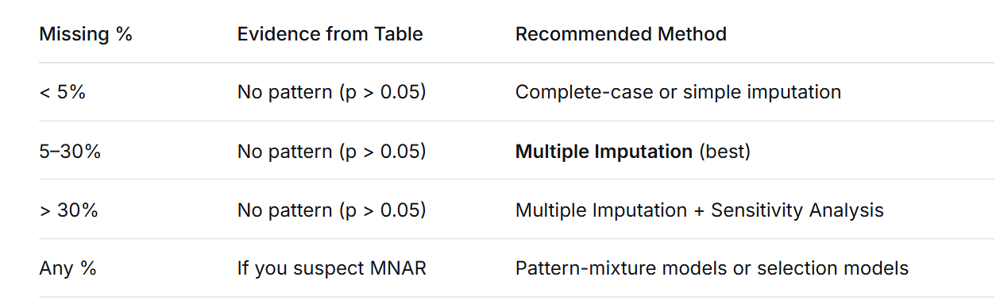 Missing % Evidence from Table Recommended Method
< 5% No pattern (p > 0.05) Complete-case or simple imputation
5–30% No pattern (p > 0.05) Multiple Imputation (best)
> 30% No pattern (p > 0.05) Multiple Imputation + Sensitivity Analysis
Any % If you suspect MNAR Pattern-mixture models or selection models